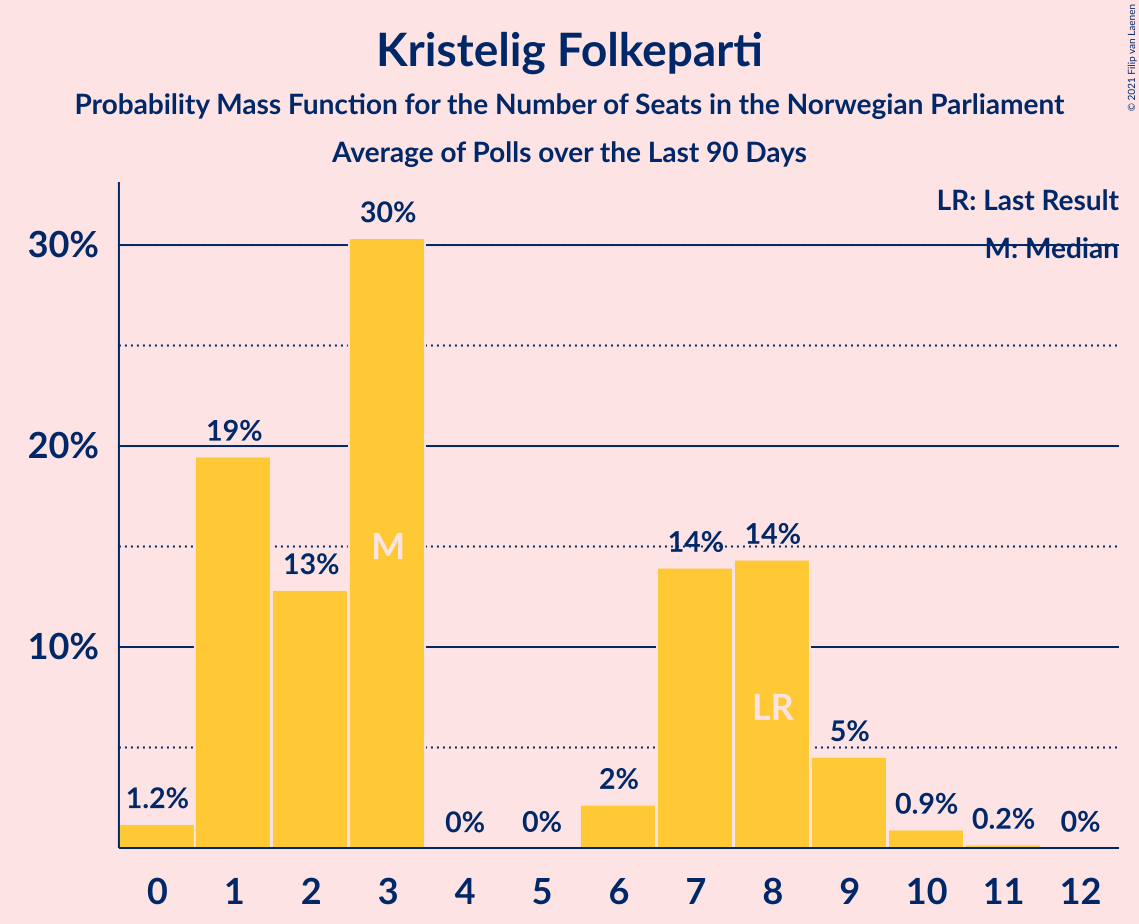 Kristelig Folkeparti
Probability Mass Function for the Number of Seats in the Norwegian Parliament
Average of Polls over the Last 90 Days
© 2021 Filip van Laenen
LR: Last Result
M: Median
30%
20%
10%
1.2%
19%
13%
30%
0%
0%
2%
14%
14%
5%
0.9%
0.2%
0%
M
LR
0 1 2 3 4 5 6 7 8 9 10 11 12